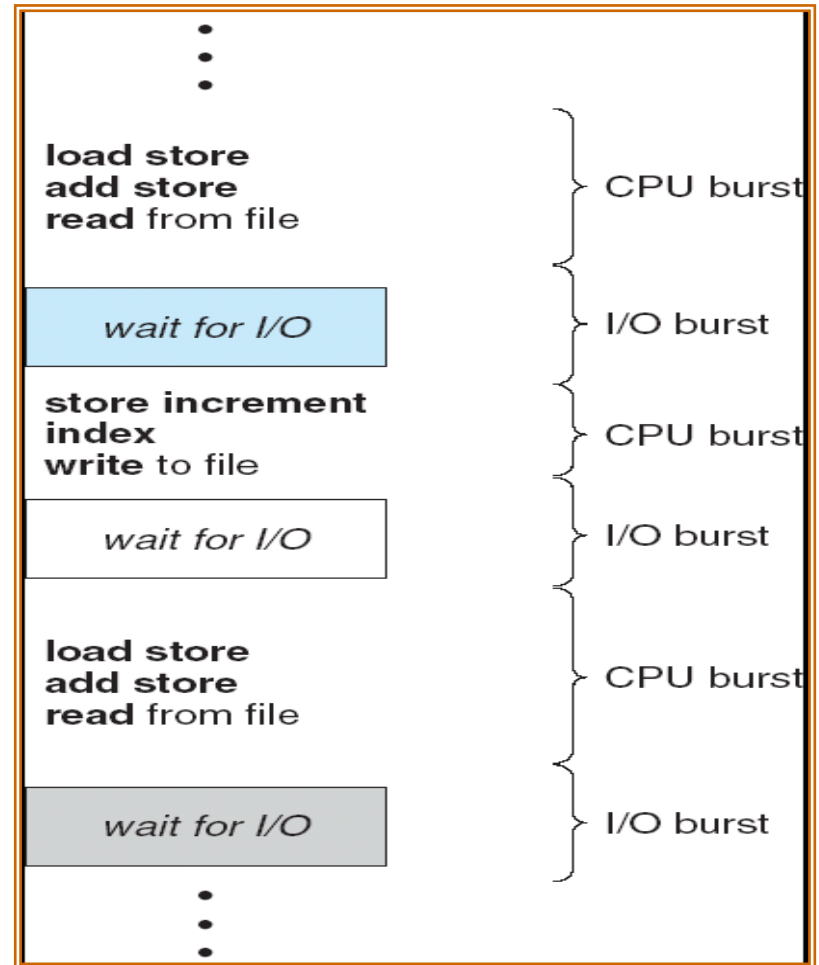 load store
add store
read from file
CPU burst
wait for I/O
I/O burst
store increment
index
write to file
CPU burst
wait for I/O
I/O burst
load store
add store
read from file
CPU burst
wait for I/O
I/O burst